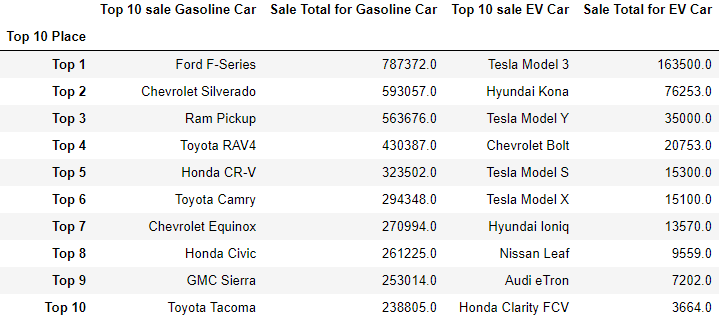 Top 10 sale Gasoline Car Sale Total for Gasoline Car Top 10 sale EV Car Sale Total for EV Car
Top 10 Place
Top 1 Ford F-Series 787372.0 Tesla Model 3 163500.0
Top 2 Chevrolet Silverado 593057.0 Hyundai Kona 76253.0
Top 3 Ram Pickup 563676.0 Tesla Model Y 35000.0
Top 4 Toyota RAV4 430387.0 Chevrolet Bolt 20753.0
Top 5 Honda CR-V 323502.0 Tesla Model S 15300.0
Top 6 Toyota Camry 294348.0 Tesla Model X 15100.0
Top 7 Chevrolet Equinox 270994.0 Hyundai Ioniq 13570.0
Top 8 Honda Civic 261225.0 Nissan Leaf 9559.0
Top 9 GMC Sierra 253014.0 Audi eTron 7202.0
Top 10 Toyota Tacoma 238805.0 Honda Clarity FCV 3664.0